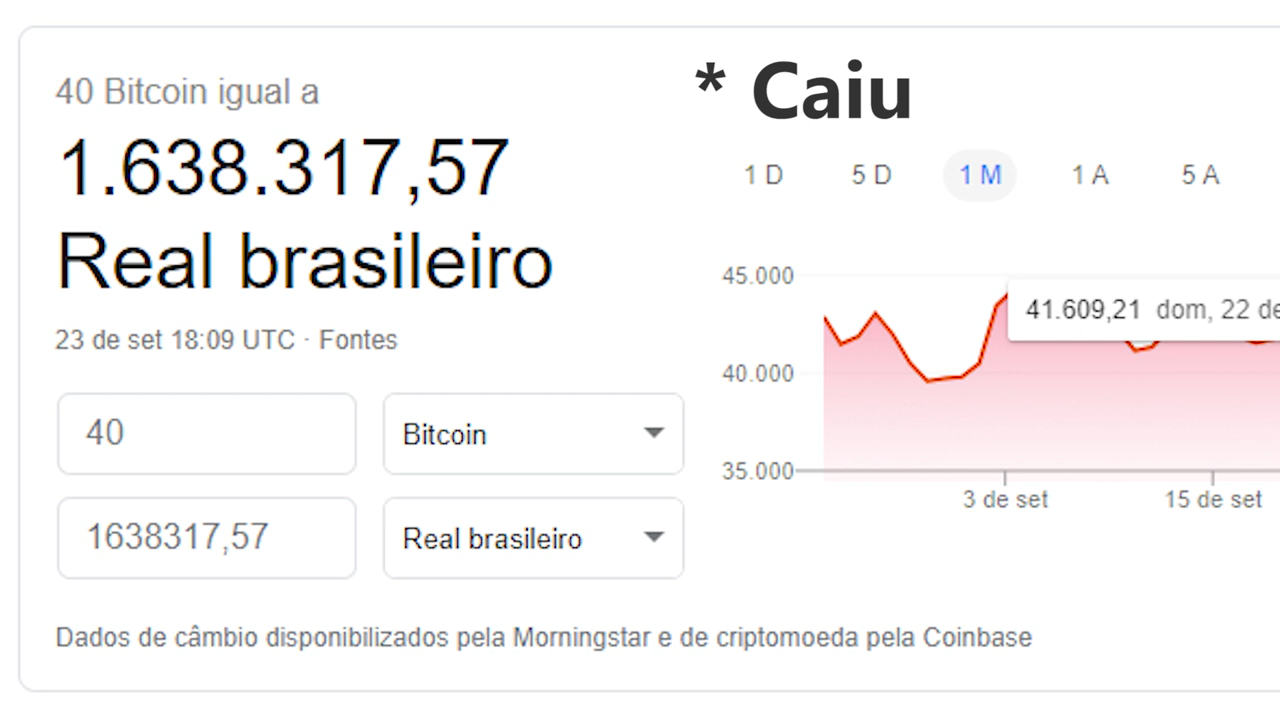 40 Bitcoin igual a
1.638.317,57
Real brasileiro
23 de set 18:09 UTC · Fontes
40
Bitcoin
1638317,57
Real brasileiro
* Caiu
1 D 5 D 1 M 1 A 5 A
45.000
41.609,21 dom, 22 de
40.000
35.000
3 de set 15 de set
Dados de câmbio disponibilizados pela Morningstar e de criptomoeda pela Coinbase